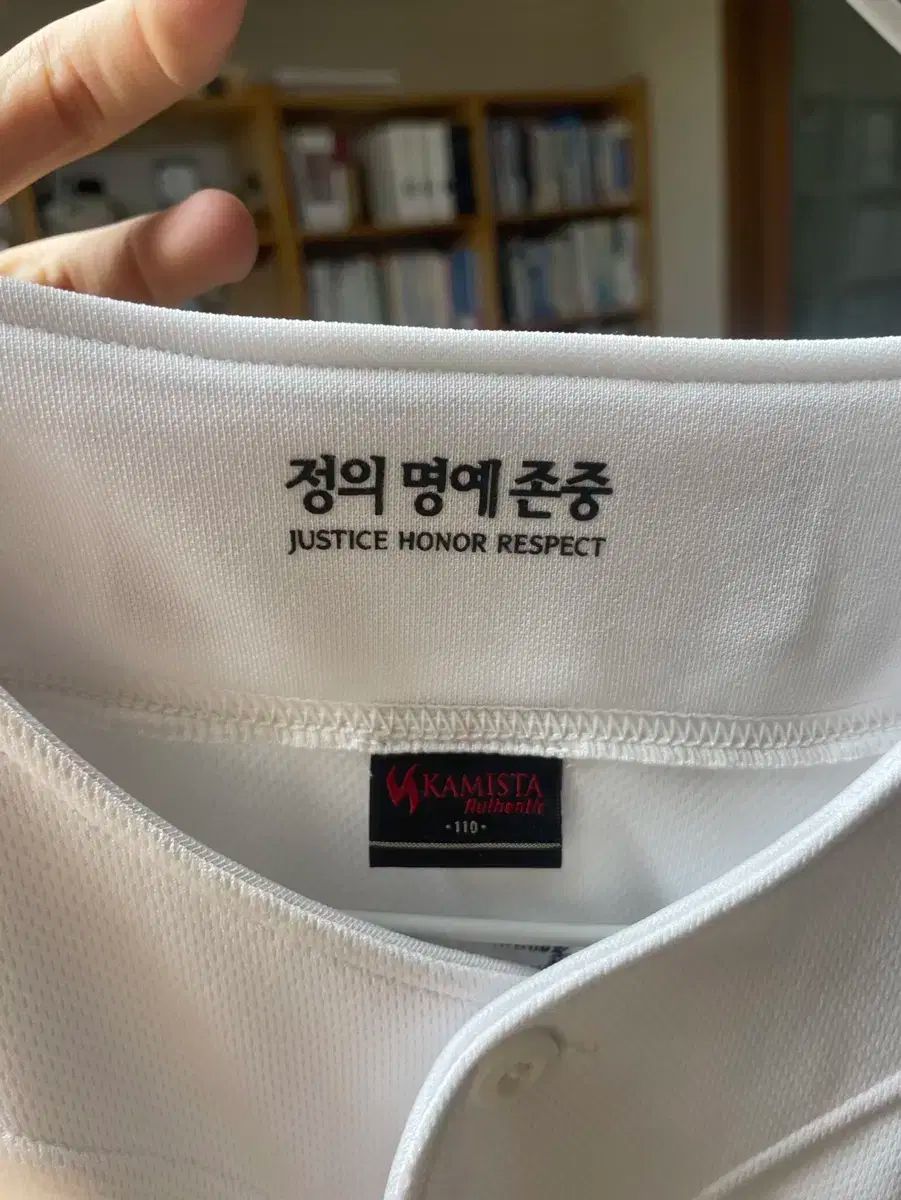 정의 명예 존중
JUSTICE HONOR RESPECT
KAMISTA
Authentic
·110·